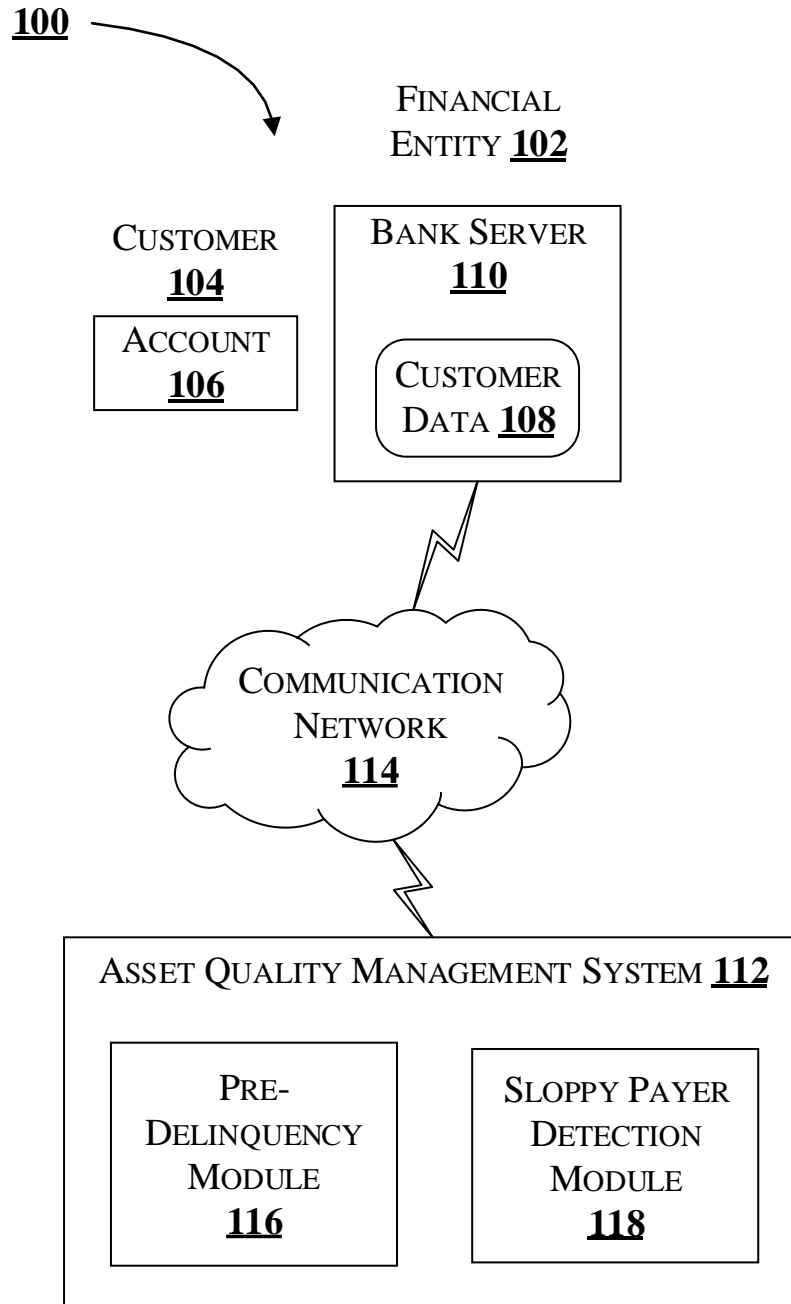 100
FINANCIAL
ENTITY 102
CUSTOMER
104
ACCOUNT
106
BANK SERVER
110
CUSTOMER
DATA 108
COMMUNICATION
NETWORK
114
ASSET QUALITY MANAGEMENT SYSTEM 112
PRE-
DELINQUENCY
MODULE
116
SLOPPY PAYER
DETECTION
MODULE
118